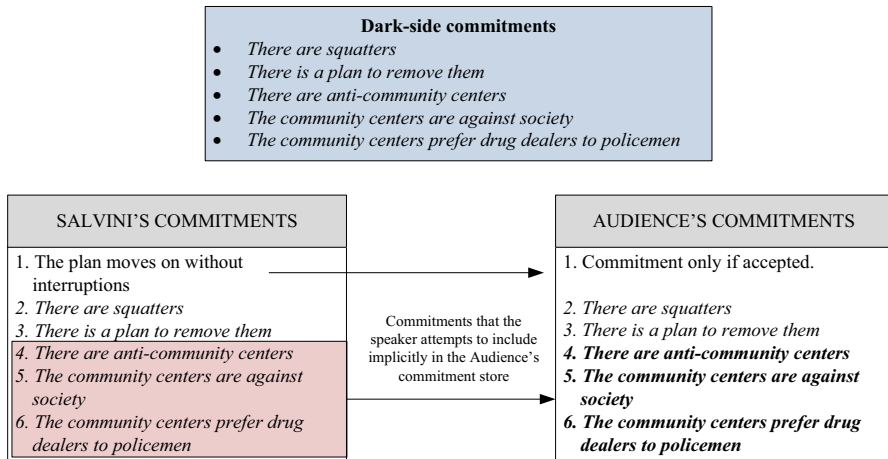 Dark-side commitments
• There are squatters
• There is a plan to remove them
• There are anti-community centers
• The community centers are against society
• The community centers prefer drug dealers to policemen
SALVINI'S COMMITMENTS
1. The plan moves on without
interruptions
2. There are squatters
3. There is a plan to remove them
4. There are anti-community centers
5. The community centers are against
society
6. The community centers prefer drug
dealers to policemen
Commitments that the
speaker attempts to include
implicitly in the Audience's
commitment store
AUDIENCE'S COMMITMENTS
1. Commitment only if accepted.
2. There are squatters
3. There is a plan to remove them
4. There are anti-community centers
5. The community centers are against
society
6. The community centers prefer drug
dealers to policemen